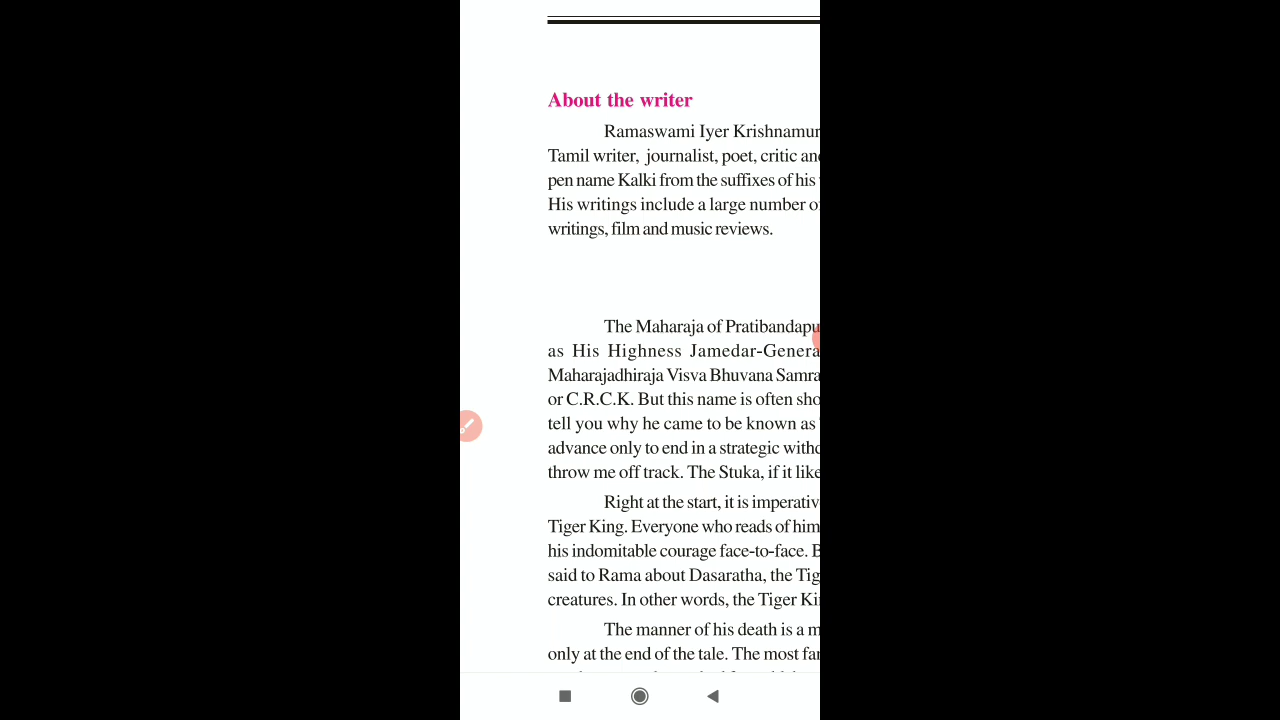 About the writer
Ramaswami Iyer Krishnamur
Tamil writer, journalist, poet, critic an
pen name Kalki from the suffixes of his
His writings include a large number o
writings, film and music reviews.
The Maharaja of Pratibandapu
as His Highness Jamedar-Genera
Maharajadhiraja Visva Bhuvana Samra
or C.R.C.K. But this name is often sho
tell you why he came to be known as
advance only to end in a strategic withd
throw me off track. The Stuka, if it like
Right at the start, it is imperativ
Tiger King. Everyone who reads of him
his indomitable courage face-to-face. B
said to Rama about Dasaratha, the Tig
creatures. In other words, the Tiger Ki
The manner of his death is a m
only at the end of the tale. The most fan